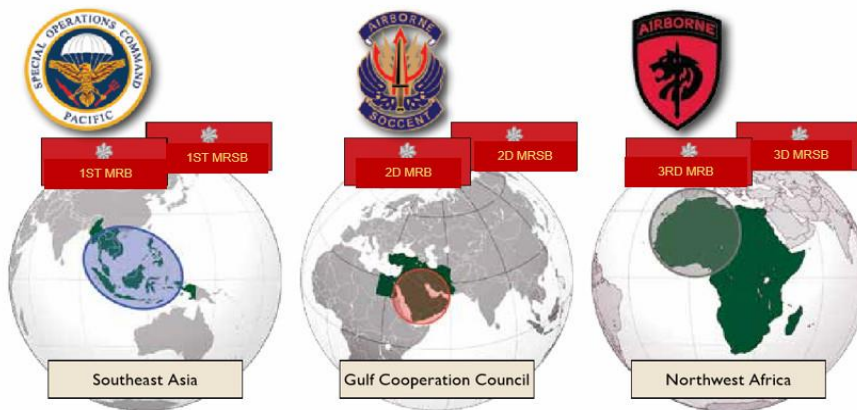 SPECIAL OPERATIONS COMMAND
PACIFIC
AIRBORNE
SOCCENT
AIRBORNE
1ST MRSB
1ST MRB
2D MRSB
2D MRB
3D MRSB
3RD MRB
Southeast Asia
Gulf Cooperation Council
Northwest Africa